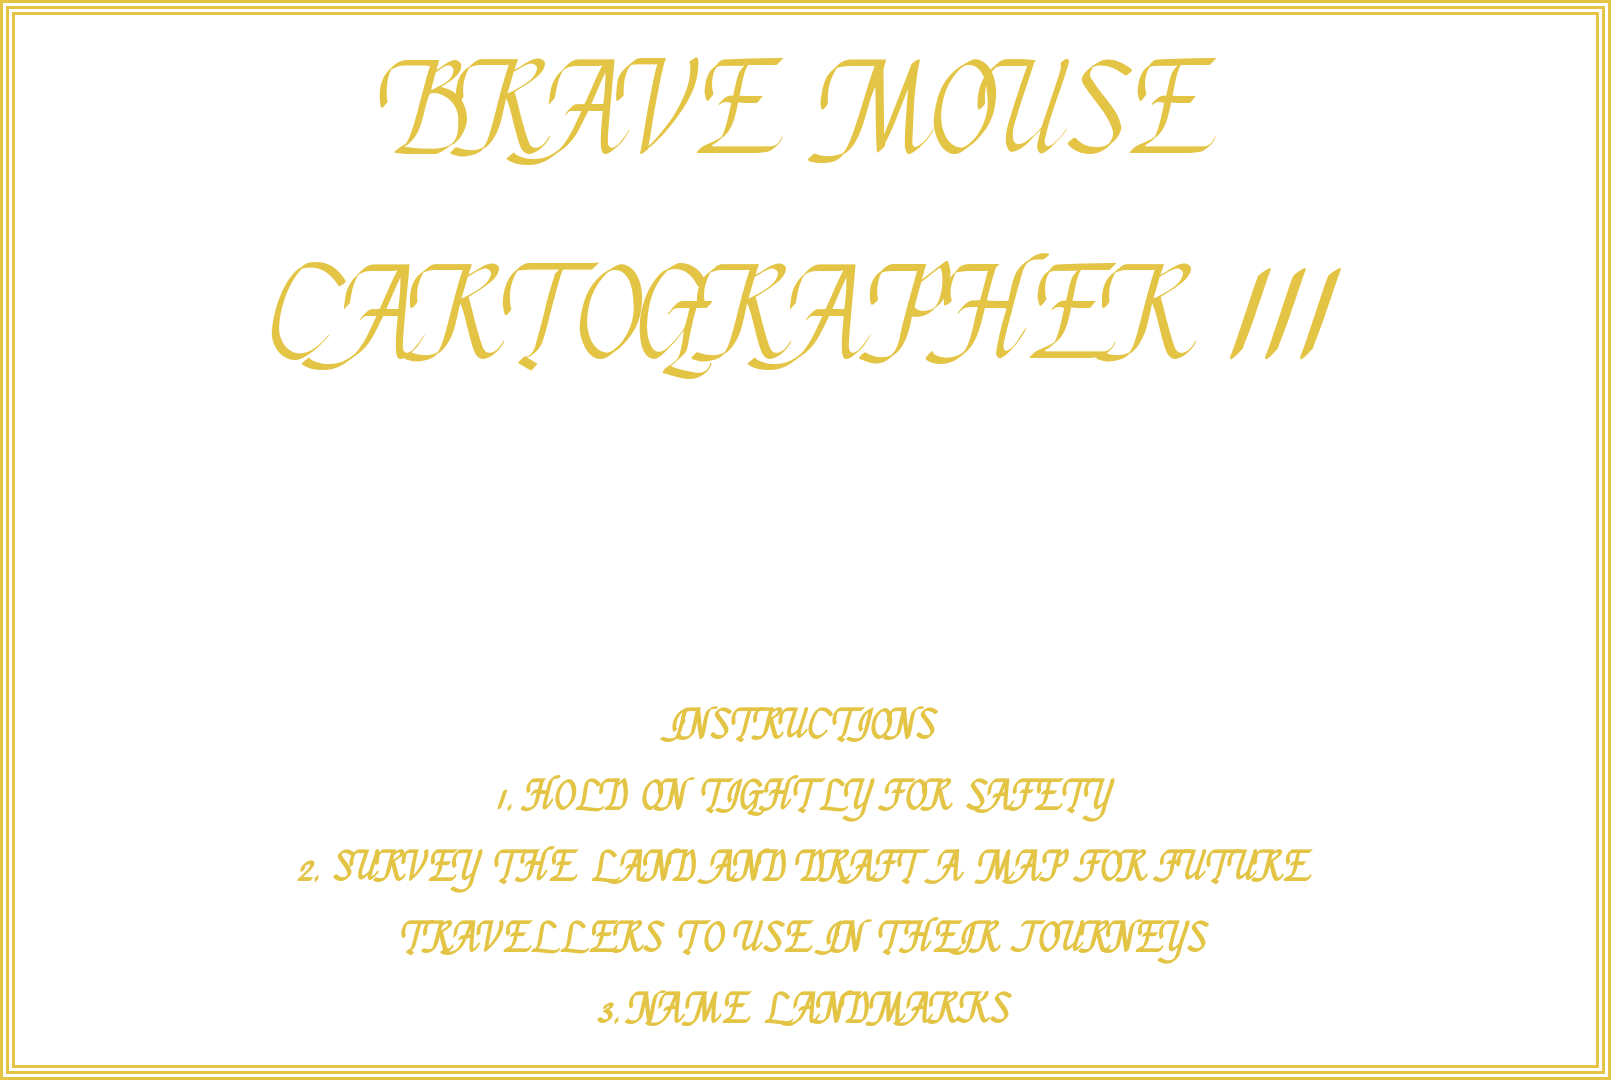 BRAVE MOUSE
CARTOGRAPHER III
INSTRUCTIONS
1. HOLD ON TIGHTLY FOR SAFETY
2. SURVEY THE LAND AND DRAFT A MAP FOR FUTURE
TRAVELLERS TO USE IN THEIR JOURNEYS
3. NAME LANDMARKS